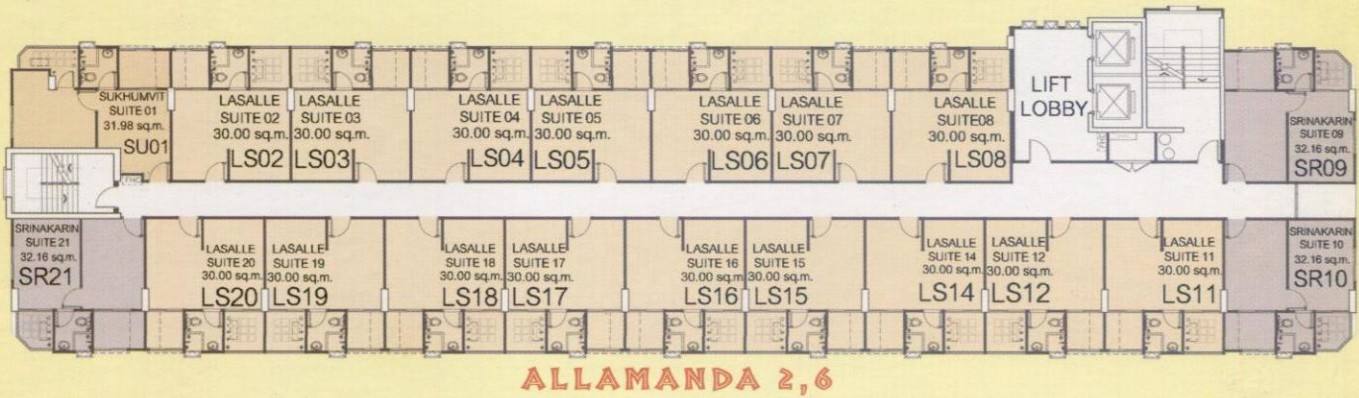 SUKHUMVIT
SUITE 01
31.98 sq.m.
SU01
LASALLE
SUITE 02
30.00 sq.m.
LS02
LASALLE
SUITE 03
30.00 sq.m.
LS03
LASALLE
SUITE 04
30.00 sq.m.
LS04
LASALLE
SUITE 05
30.00 sq.m.
LS05
LASALLE
SUITE 06
30.00 sq.m.
LS06
LASALLE
SUITE 07
30.00 sq.m.
LS07
LASALLE
SUITE08
30.00 sq.m.
LS08
LIFT
LOBBY
SRINAKARIN
SUITE 09
32.16 sq.m.
SR09
SRINAKARIN
SUITE 21
32.16 sq.m.
SR21
LASALLE
SUITE 20
30.00 sq.m.
LS20
LASALLE
SUITE 19
30.00 sq.m.
LS19
LASALLE
SUITE 18
30.00 sq.m.
LS18
LASALLE
SUITE 17
30.00 sq.m.
LS17
LASALLE
SUITE 16
30.00 sq.m.
LS16
LASALLE
SUITE 15
30.00 sq.m.
LS15
LASALLE
SUITE 14
30.00 sq.m.
LS14
LASALLE
SUITE 12
30.00 sq.m.
LS12
LASALLE
SUITE 11
30.00 sq.m.
LS11
SRINAKARIN
SUITE 10
32.16 sq.m.
SR10
ALLAMANDA 2,6